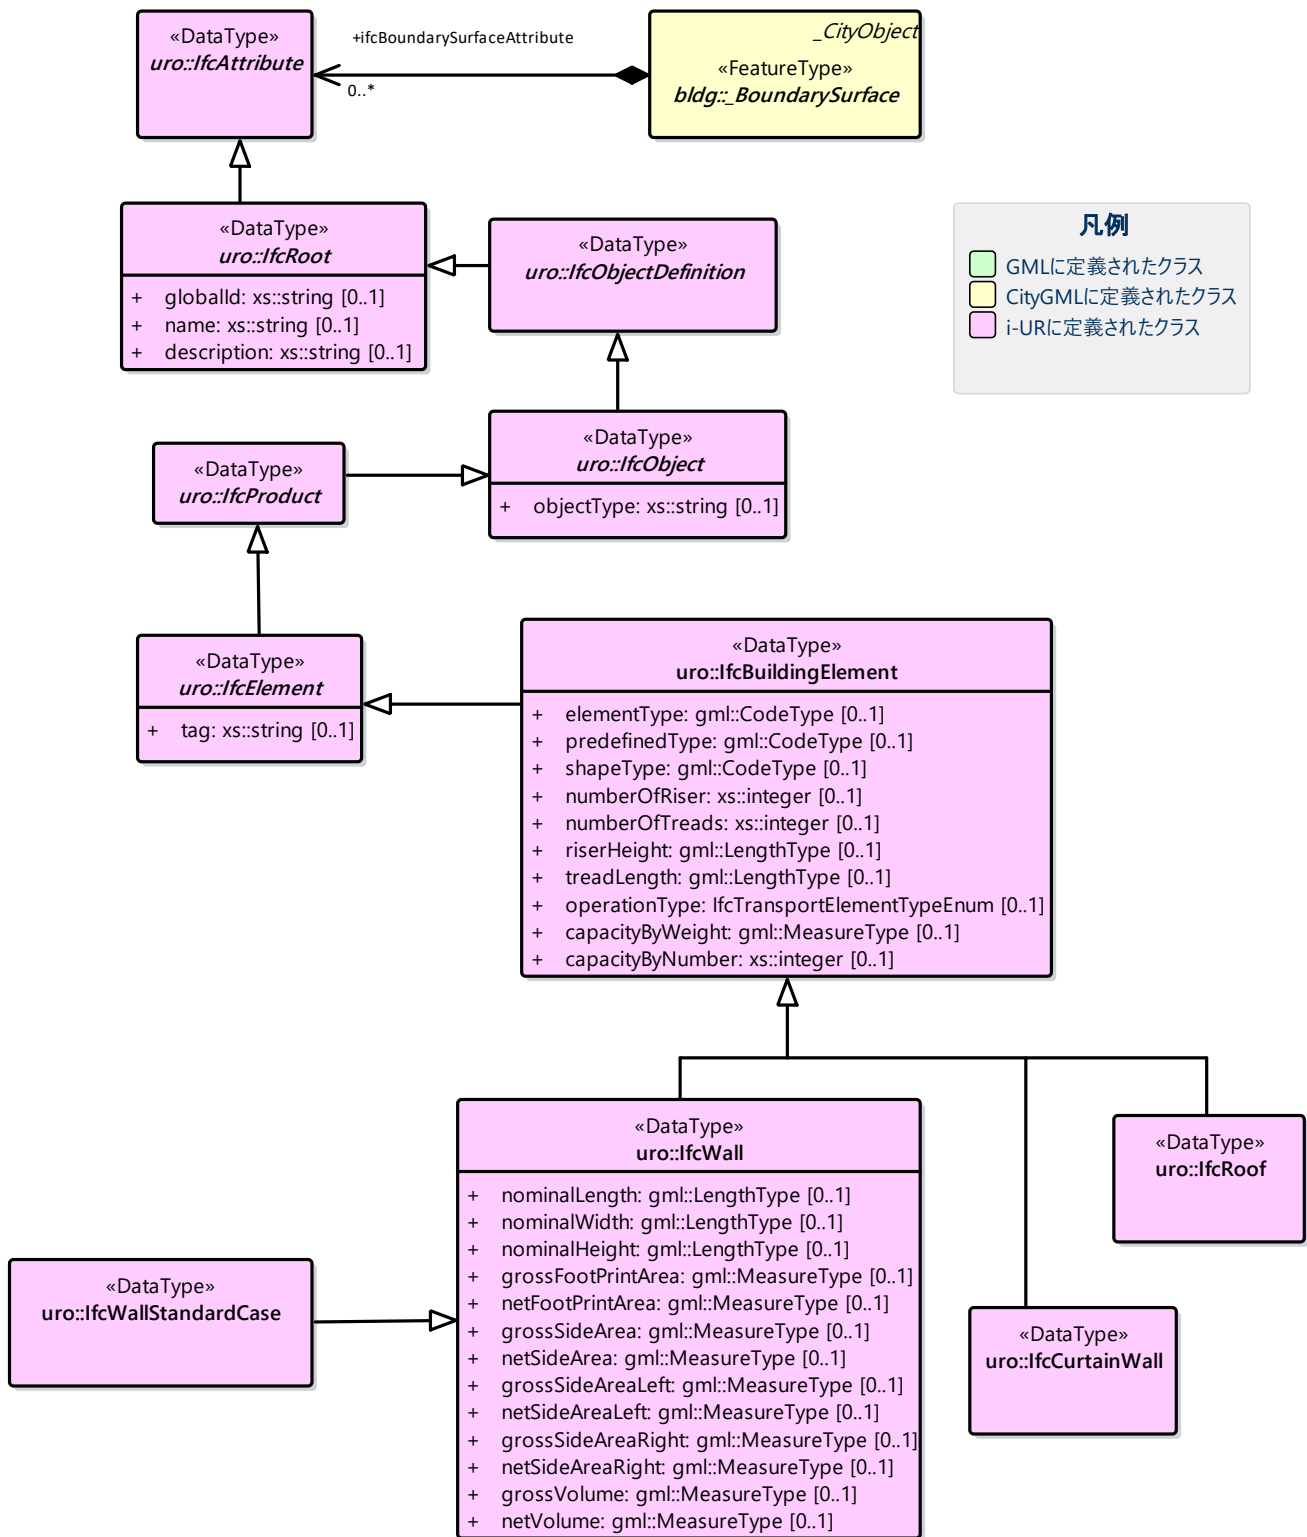 «DataType»
uro::IfcAttribute
+ifcBoundarySurfaceAttribute
0..*
_CityObject
«FeatureType»
bldg::_BoundarySurface
«DataType»
uro::IfcRoot
+ globalId: xs::string [0..1]
+ name: xs::string [0..1]
+ description: xs::string [0..1]
«DataType»
uro::IfcObjectDefinition
凡例
GMLに定義されたクラス
CityGMLに定義されたクラス
i-URに定義されたクラス
«DataType»
uro::IfcProduct
«DataType»
uro::IfcObject
+ objectType: xs::string [0..1]
«DataType»
uro::IfcElement
+ tag: xs::string [0..1]
«DataType»
uro::IfcBuildingElement
+ elementType: gml::CodeType [0..1]
+ predefinedType: gml::CodeType [0..1]
+ shapeType: gml::CodeType [0..1]
+ numberOfRiser: xs::integer [0..1]
+ numberOfTreads: xs::integer [0..1]
+ riserHeight: gml::LengthType [0..1]
+ treadLength: gml::LengthType [0..1]
+ operationType: IfcTransportElementTypeEnum [0..1]
+ capacityByWeight: gml::MeasureType [0..1]
+ capacityByNumber: xs::integer [0..1]
«DataType»
uro::IfcWall
+ nominalLength: gml::LengthType [0..1]
+ nominalWidth: gml::LengthType [0..1]
+ nominalHeight: gml::LengthType [0..1]
+ grossFootPrintArea: gml::MeasureType [0..1]
+ netFootPrintArea: gml::MeasureType [0..1]
+ grossSideArea: gml::MeasureType [0..1]
+ netSideArea: gml::MeasureType [0..1]
+ grossSideAreaLeft: gml::MeasureType [0..1]
+ netSideAreaLeft: gml::MeasureType [0..1]
+ grossSideAreaRight: gml::MeasureType [0..1]
+ netSideAreaRight: gml::MeasureType [0..1]
+ grossVolume: gml::MeasureType [0..1]
+ netVolume: gml::MeasureType [0..1]
«DataType»
uro::IfcRoof
«DataType»
uro::IfcWallStandardCase
«DataType»
uro::IfcCurtainWall